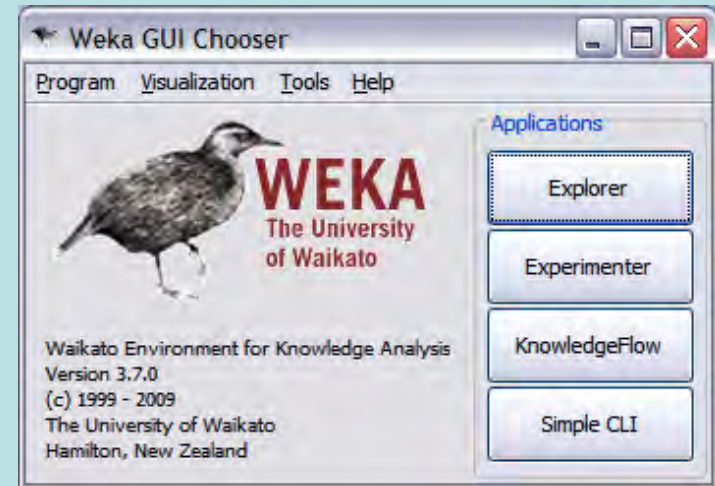 Weka GUI Chooser
Program Visualization Tools Help
WEKA
The University
of Waikato
Waikato Environment for Knowledge Analysis
Version 3.7.0
(c) 1999 - 2009
The University of Waikato
Hamilton, New Zealand
Applications
Explorer
Experimenter
KnowledgeFlow
Simple CLI